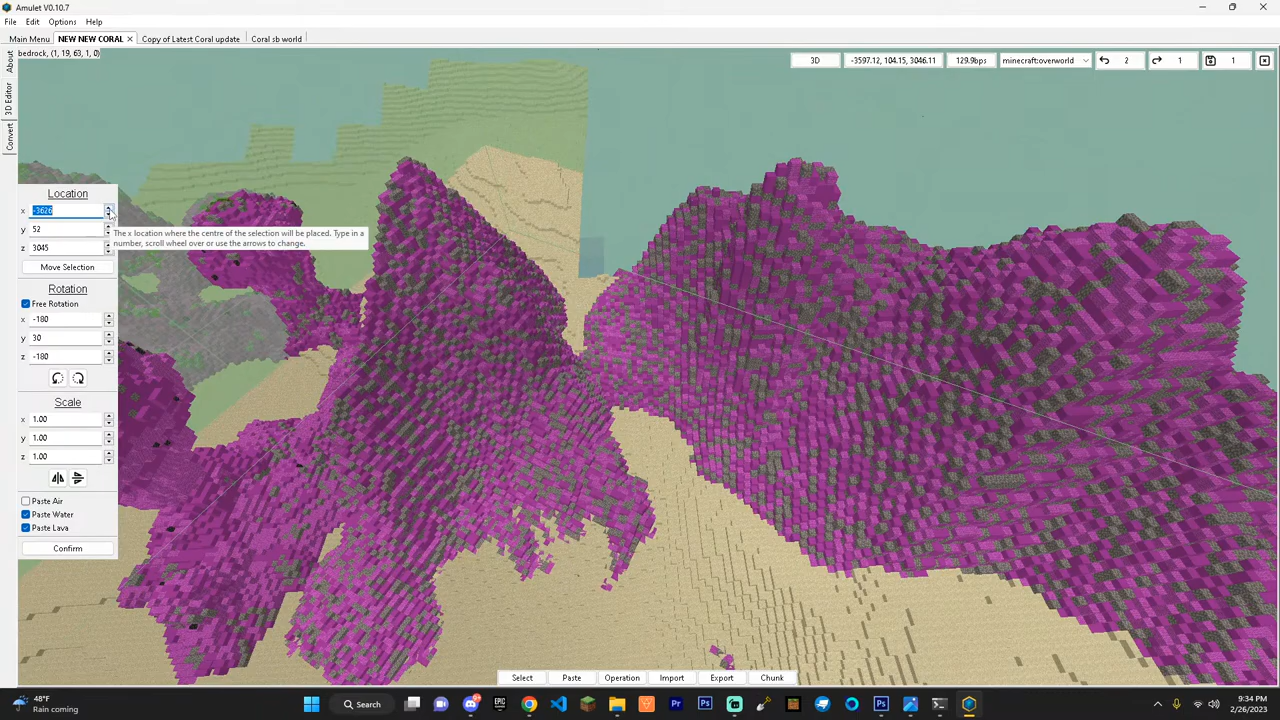 Amulet V0.10.7
File Edit Options Help
Main Menu NEW NEW CORAL Copy of Latest Coral update Coral sb world
bedrock, (1, 19, 63, 1, 0)
3D -3597.12, 104.15, 3046.11 129.9bps minecraft:overworld 2 1 1
About
3D Editor
Convert
Location
x -3626
The x location where the centre of the selection will be placed. Type in a
number, scroll wheel over or use the arrows to change.
y 52
z 3045
Move Selection
Rotation
Free Rotation
x -180
y 30
z -180
Scale
x 1.00
y 1.00
z 1.00
Paste Air
Paste Water
Paste Lava
Confirm
Select Paste Operation Import Export Chunk
48°F
Rain coming
Search
9:34 PM
2/26/2023